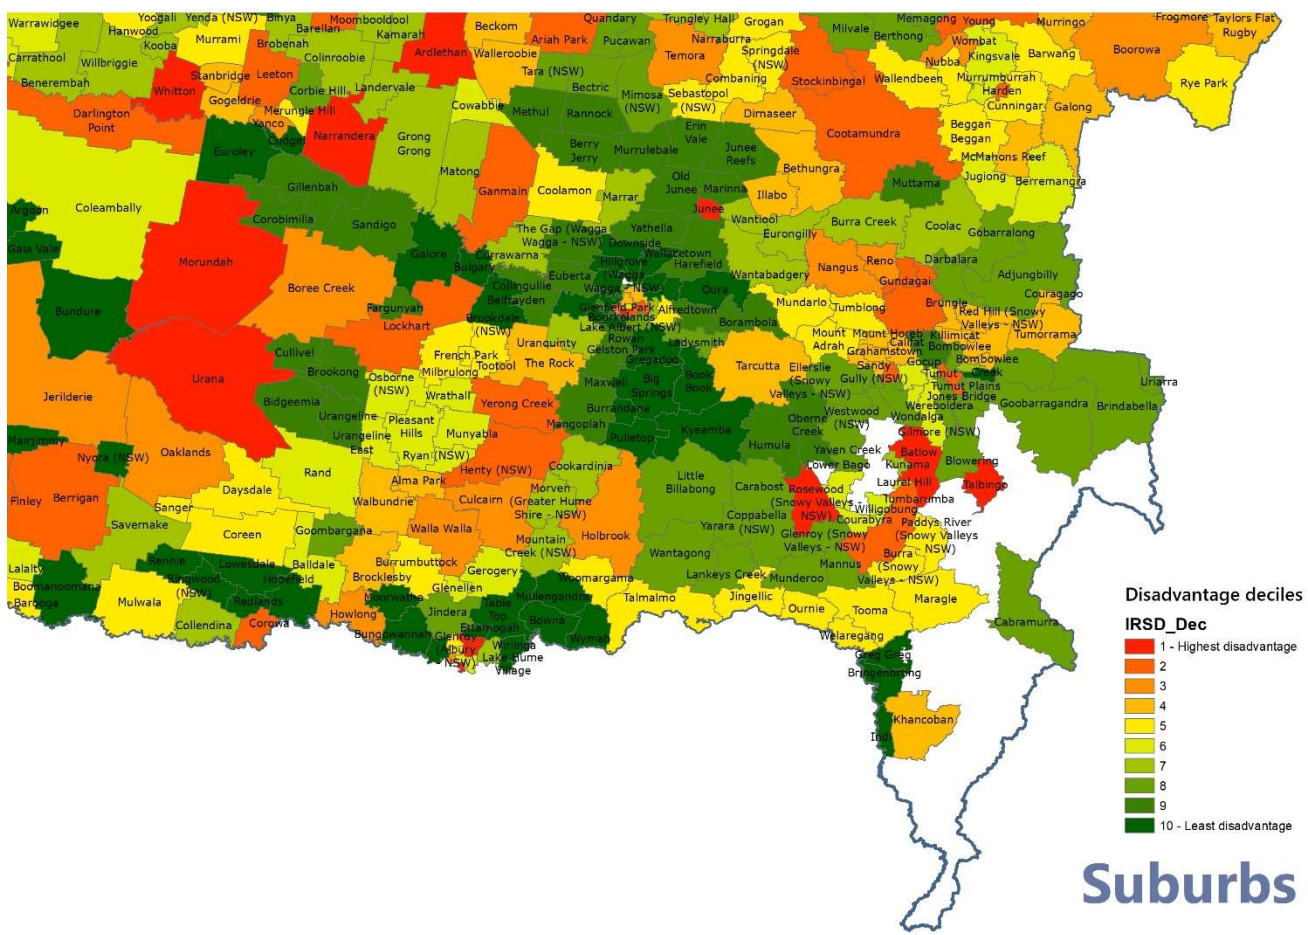 Warrawidgee
Yoogali
Yenda (NSW)
Binya
Moombooldool
Barellan
Kamarah
Hanwood
Kooba
Murrami
Brobenah
Carrathool
Willbriggie
Colinroobie
Ardlethan
Beckom
Walleroobie
Ariah Park
Quandary
Pucawan
Trungley Hall
Narraburra
Temora
Grogan
Springdale
(NSW)
Combaning
Milvale
Memagong
Berthong
Young
Wombat
Kingsvale
Nubba
Murringo
Barwang
Frogmore
Taylors Flat
Rugby
Boorowa
Rye Park
Benerembah
Whitton
Stanbridge
Leeton
Gogeldrie
Corbie Hill
Landervale
Merungle Hill
Yanco
Cudgel
Narrandera
Darlington
Point
Euroley
Tara (NSW)
Bectric
Mimosa
(NSW)
Sebastopol
(NSW)
Cowabbie
Methul
Rannock
Dirnaseer
Stockinbingal
Wallendbeen
Murrumburrah
Harden
Cunningar
Galong
Cootamundra
Beggan
Beggan
McMahons Reef
Jugiong
Berremangra
Grong
Grong
Matong
Ganmain
Coolamon
Berry
Jerry
Murrulebale
Erin
Vale
Junee
Reefs
Old
Junee
Marinna
Marrar
Junee
Illabo
Bethungra
Muttama
Coleambally
Argoon
Gala Vale
Gillenbah
Corobimilla
Sandigo
The Gap (Wagga
Wagga - NSW)
Yathella
Wantiool
Eurongilly
Burra Creek
Coolac
Gobarralong
Morundah
Galore
Bulgary
Currawarna
Downside
Wallacetown
Hillgrove
(Wagga
Wagga - NSW)
Harefield
Euberta
Wantabadgery
Nangus
Reno
Gundagai
Darbalara
Adjungbilly
Bundure
Boree Creek
Fargunyah
Collingullie
Belfrayden
Oura
Glenfield Park
Bourkelands
Alfredtown
Borambola
Mundarlo
Tumblong
Brungle
Couragago
Red Hill (Snowy
Valleys - NSW)
Tumorrama
Lockhart
Brookdale
(NSW)
Lake Albert (NSW)
Rowan
Gelston Park
Gregadoo
Ladysmith
Uranquinty
The Rock
French Park
Milbrulong
Tootool
Mount
Adrah
Mount Horeb
Killimicat
Califat
Bombowlee
Grahamstown
Gocup
Bombowlee
Creek
Cullivel
Brookong
Urana
Bidgeemia
Osborne
(NSW)
Wrathall
Maxwell
Big
Springs
Book
Book
Tarcutta
Ellerslie
(Snowy
Valleys - NSW)
Sandy
Gully (NSW)
Tumut
Tumut Plains
Jones Bridge
Goobarragandra
Brindabella
Uriarra
Jerilderie
Urangeline
Urangeline
East
Pleasant
Hills
Yerong Creek
Munyabla
Ryan (NSW)
Burrandana
Mangoplah
Pulletop
Kyeamba
Oberne
Creek
Westwood
(NSW)
Wereboldera
Wondalga
Gilmore (NSW)
Humula
Mairjimmy
Nyora (NSW)
Oaklands
Rand
Henty (NSW)
Cookardinia
Yaven Creek
Lower Bago
Batlow
Kunama
Blowering
Talbingo
Laurel Hill
Finley
Berrigan
Daysdale
Sanger
Alma Park
Walbundrie
Culcairn
Morven
(Greater Hume
Shire - NSW)
Little
Billabong
Carabost
Rosewood
(Snowy Valleys -
NSW)
Tumbarumba
Willigobung
Courabyra
Savernake
Coreen
Goombargana
Walla Walla
Holbrook
Coppabella
(NSW)
Yarara
Paddys River
(Snowy Valleys
- NSW)
Mountain
Creek (NSW)
Wantagong
Glenroy (Snowy
Valleys - NSW)
Mannus
Burra
(Snowy
Valleys - NSW)
Lalalty
Rennie
Lowesdale
Balldale
Burrumbuttock
Brocklesby
Gerogery
Woomargama
Lankeys Creek
Munderoo
Boomanoomana
Barooga
Ringwood
(NSW)
Hopefield
Redlands
Mulwala
Collendina
Corowa
Howlong
Moorwatha
Glenellen
Jindera
Bungowannah
Table
Top
Ettamogah
Mullengandra
Bowna
Wymah
Talmalmo
Jingellic
Ournie
Tooma
Maragle
Welaregang
Glenroy
(Albury
- NSW)
Wirlinga
Lake Hume
Village
Cabramurra
Greg Greg
Bringenbrong
Khancoban
Indi
Disadvantage deciles
IRSD_Dec
1 - Highest disadvantage
2
3
4
5
6
7
8
9
10 - Least disadvantage
Suburbs